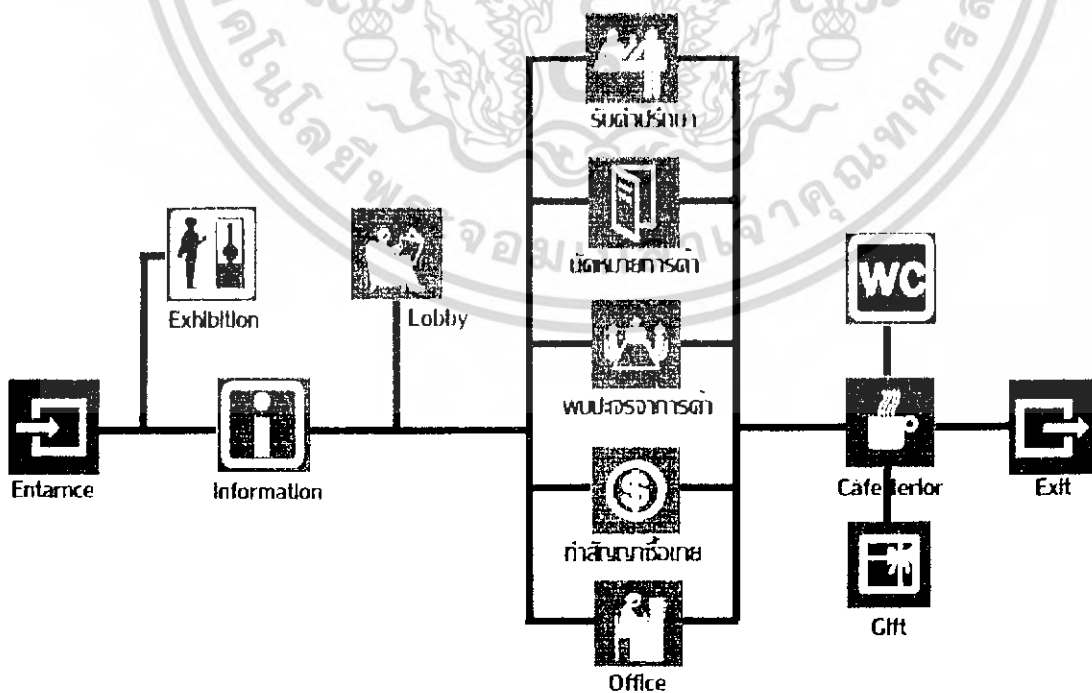 รับคำปรึกษา
นัดหมายการค้า
WC
Exhibition
Lobby
พบปะเจรจาการค้า
Entarnce
Information
Cafeterior
Exit
ทำสัญญาซื้อขาย
$
Gift
Office